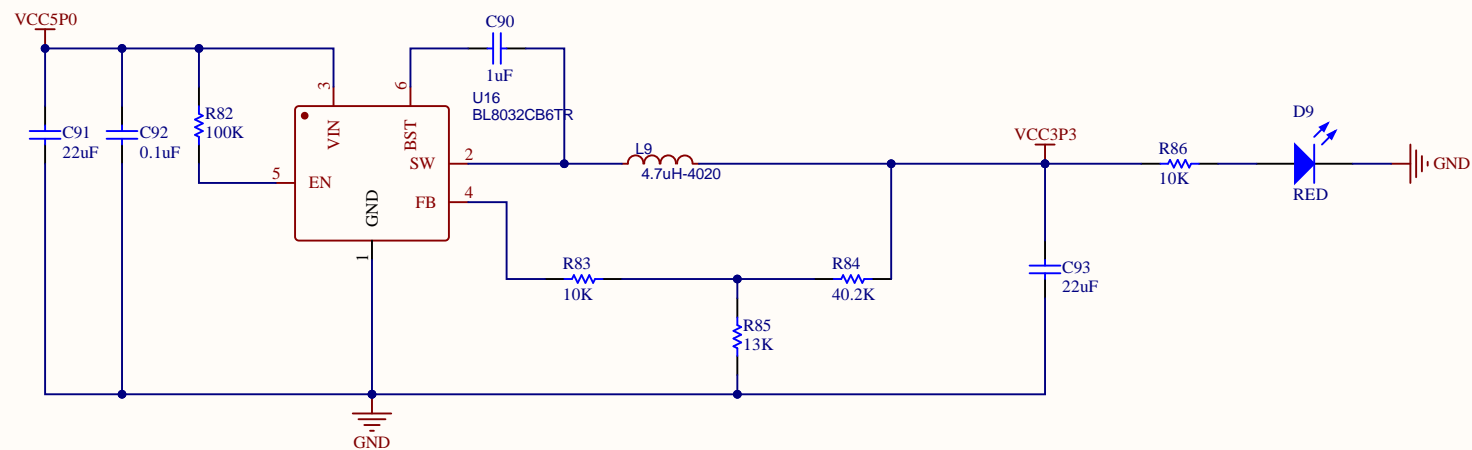 VCC5P0
C90
1uF
U16
BL8032CB6TR
3
6
VIN
BST
R82
100K
C91
22uF
C92
0.1uF
SW
2
5
EN
FB
4
GND
1
L9
4.7uH-4020
VCC3P3
D9
RED
R86
10K
GND
R83
10K
R84
40.2K
C93
22uF
R85
13K
GND